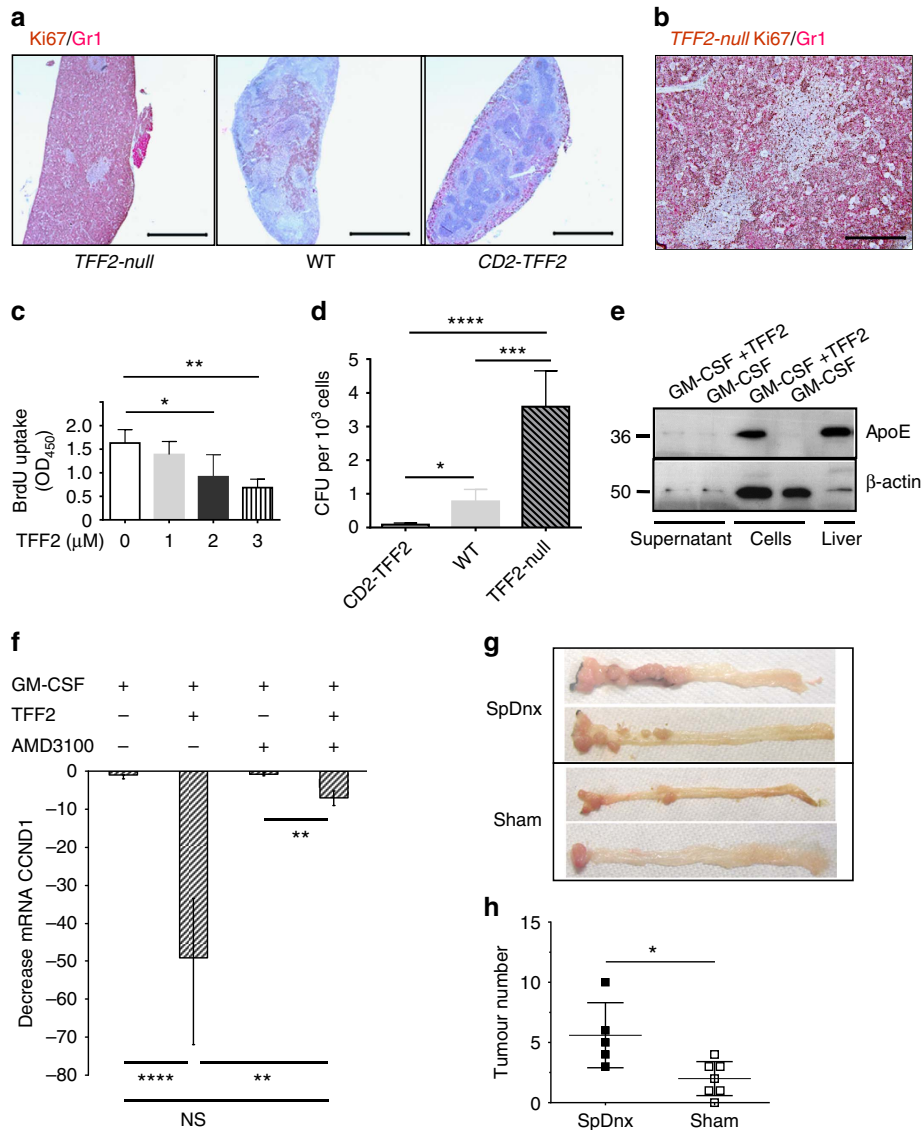 a
Ki67/Gr1
TFF2-null
WT
CD2-TFF2
b
TFF2-null Ki67/Gr1
c
BrdU uptake
(OD450)
2.0
1.5
1.0
0.5
0
**
*
TFF2 (μM) 0 1 2 3
d
CFU per 10³ cells
5
4
3
2
1
0
****
***
*
CD2-TFF2
WT
TFF2-null
e
GM-CSF +TFF2
GM-CSF
GM-CSF +TFF2
GM-CSF
36
ApoE
50
β-actin
Supernatant Cells Liver
f
GM-CSF + + + +
TFF2 – + – +
AMD3100 – – + +
Decrease mRNA CCND1
0
–10
–20
–30
–40
–50
–60
–70
–80
**
**** **
NS
g
SpDnx
Sham
h
Tumour number
15
10
5
0
*
SpDnx Sham